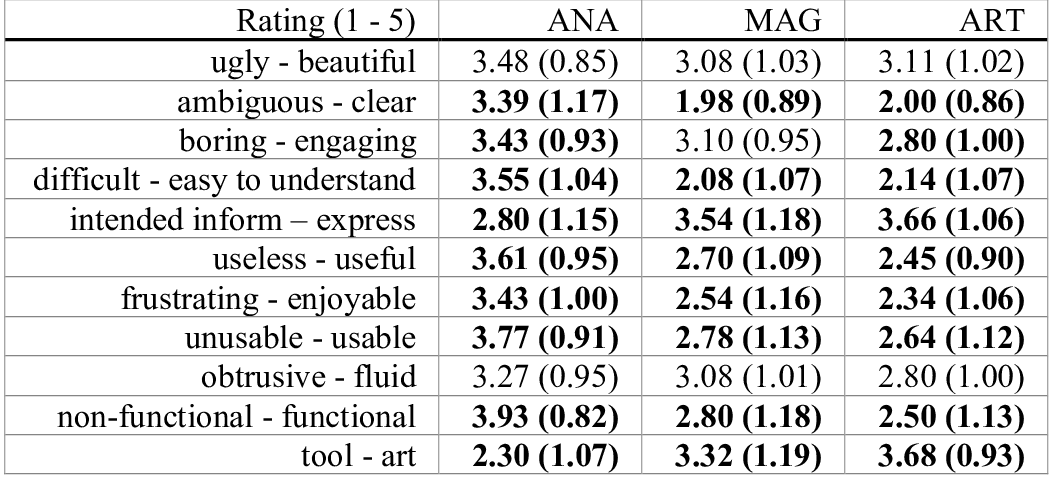 Rating (1 - 5) ANA MAG ART
ugly - beautiful 3.48 (0.85) 3.08 (1.03) 3.11 (1.02)
ambiguous - clear 3.39 (1.17) 1.98 (0.89) 2.00 (0.86)
boring - engaging 3.43 (0.93) 3.10 (0.95) 2.80 (1.00)
difficult - easy to understand 3.55 (1.04) 2.08 (1.07) 2.14 (1.07)
intended inform – express 2.80 (1.15) 3.54 (1.18) 3.66 (1.06)
useless - useful 3.61 (0.95) 2.70 (1.09) 2.45 (0.90)
frustrating - enjoyable 3.43 (1.00) 2.54 (1.16) 2.34 (1.06)
unusable - usable 3.77 (0.91) 2.78 (1.13) 2.64 (1.12)
obtrusive - fluid 3.27 (0.95) 3.08 (1.01) 2.80 (1.00)
non-functional - functional 3.93 (0.82) 2.80 (1.18) 2.50 (1.13)
tool - art 2.30 (1.07) 3.32 (1.19) 3.68 (0.93)